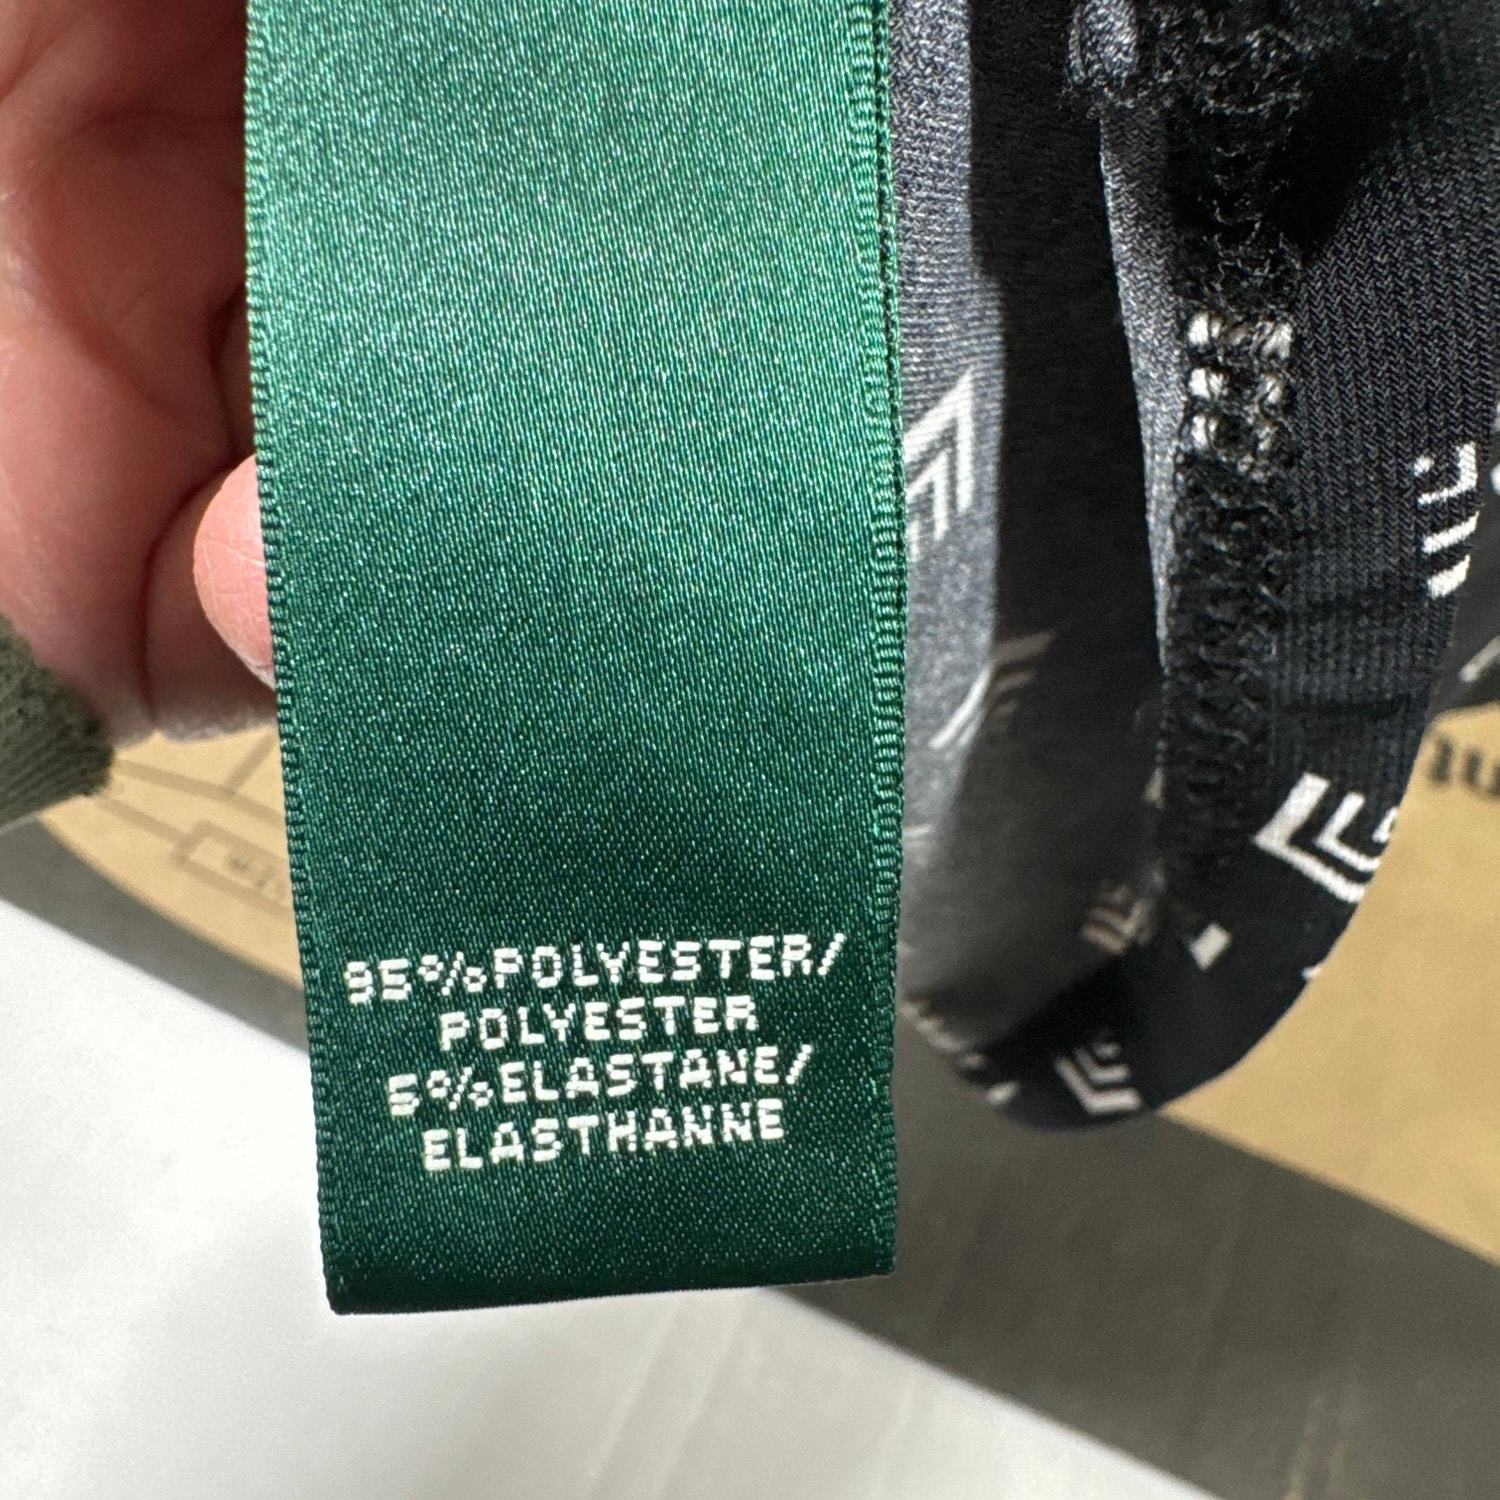 95%POLYESTER/
POLYESTER
5%ELASTANE/
ELASTHANNE